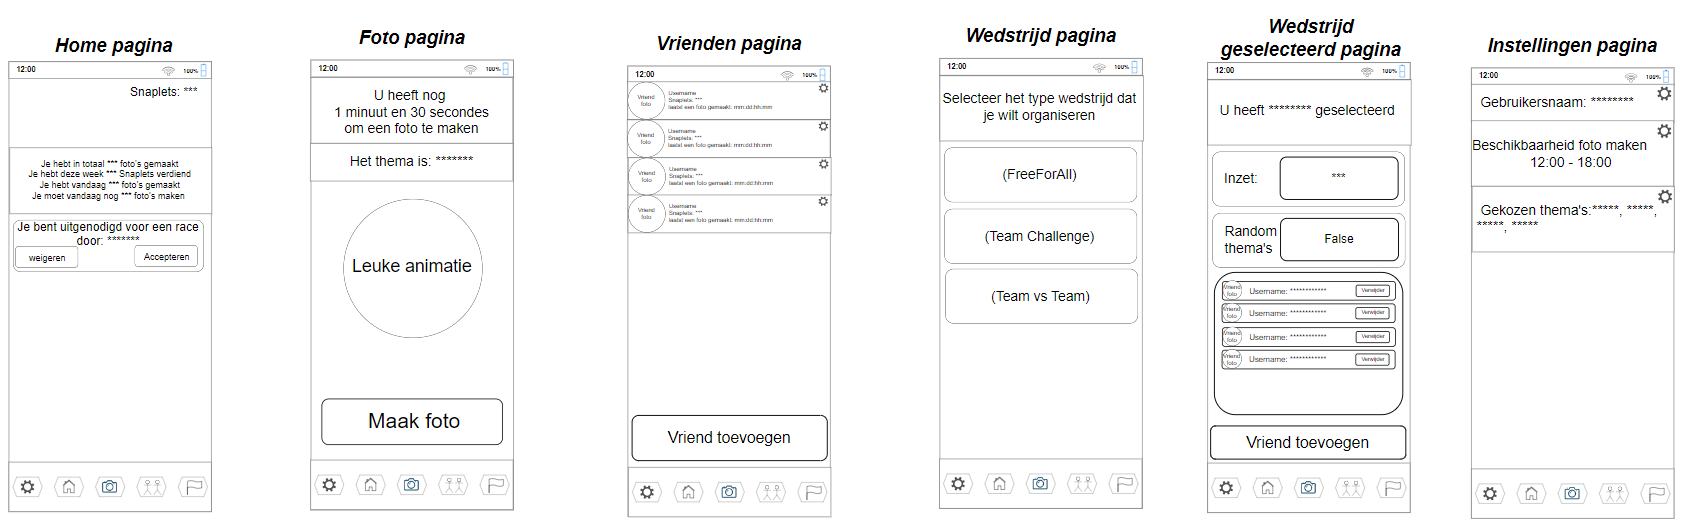 Home pagina
12:00
100%
Snaplets: ***
Je hebt in totaal *** foto's gemaakt
Je hebt deze week *** Snaplets verdiend
Je hebt vandaag *** foto's gemaakt
Je moet vandaag nog *** foto's maken
Je bent uitgenodigd voor een race
door: *******
weigeren
Accepteren
Foto pagina
12:00
100%
U heeft nog
1 minuut en 30 secondes
om een foto te maken
Het thema is: *******
Leuke animatie
Maak foto
Vrienden pagina
12:00
100%
Vriend
foto
Username
Snaplets: ***
laatst een foto gemaakt: mm:dd:hh:mm
Vriend
foto
Username
Snaplets: ***
laatst een foto gemaakt: mm:dd:hh:mm
Vriend
foto
Username
Snaplets: ***
laatst een foto gemaakt: mm:dd:hh:mm
Vriend
foto
Username
Snaplets: ***
laatst een foto gemaakt: mm:dd:hh:mm
Vriend toevoegen
Wedstrijd pagina
12:00
100%
Selecteer het type wedstrijd dat
je wilt organiseren
(FreeForAll)
(Team Challenge)
(Team vs Team)
Wedstrijd
geselecteerd pagina
12:00
100%
U heeft ******** geselecteerd
Inzet:
***
Random
thema's
False
Vriend
foto
Username: ************
Verwijder
Vriend
foto
Username: ************
Verwijder
Vriend
foto
Username: ************
Verwijder
Vriend
foto
Username: ************
Verwijder
Vriend toevoegen
Instellingen pagina
12:00
100%
Gebruikersnaam: ********
Beschikbaarheid foto maken
12:00 - 18:00
Gekozen thema's:*****, *****,
*****, *****